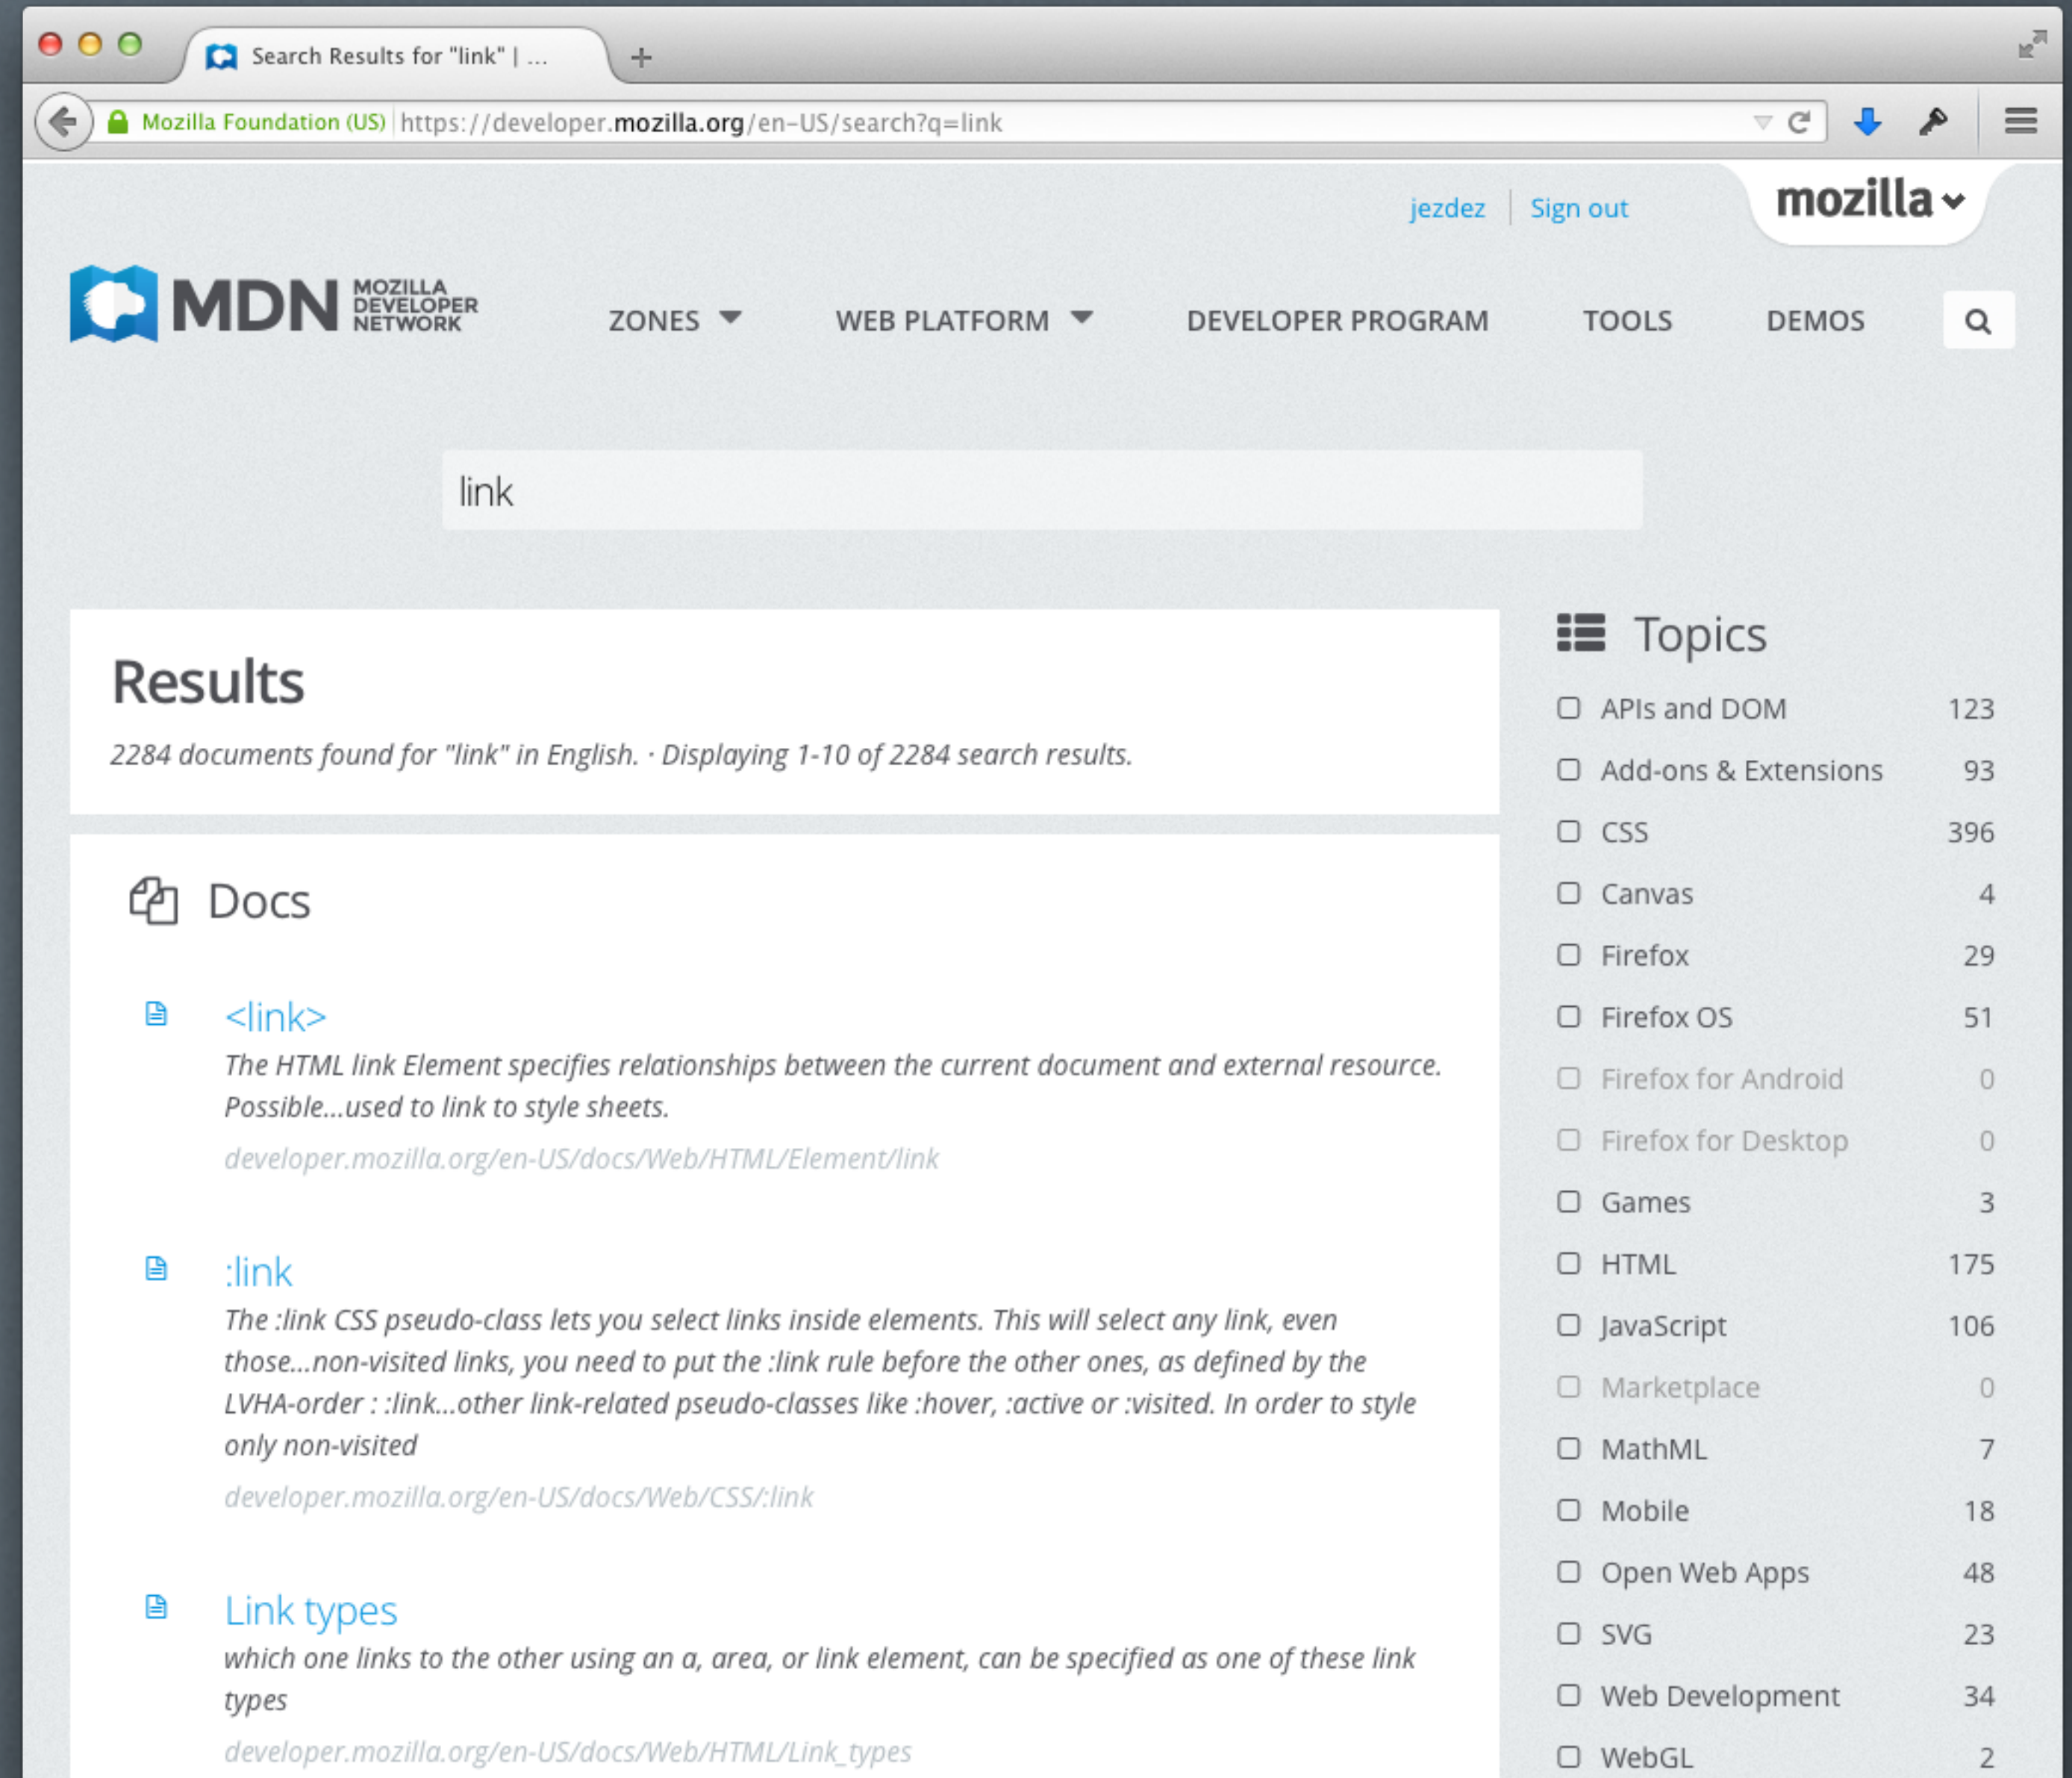 Search Results for "link" | ...
Mozilla Foundation (US) https://developer.mozilla.org/en-US/search?q=link
jezdez Sign out
mozilla
MDN MOZILLA DEVELOPER NETWORK
ZONES WEB PLATFORM DEVELOPER PROGRAM TOOLS DEMOS
link
Results
2284 documents found for "link" in English. · Displaying 1-10 of 2284 search results.
Docs
<link>
The HTML link Element specifies relationships between the current document and external resource.
Possible...used to link to style sheets.
developer.mozilla.org/en-US/docs/Web/HTML/Element/link
:link
The :link CSS pseudo-class lets you select links inside elements. This will select any link, even
those...non-visited links, you need to put the :link rule before the other ones, as defined by the
LVHA-order : :link...other link-related pseudo-classes like :hover, :active or :visited. In order to style
only non-visited
developer.mozilla.org/en-US/docs/Web/CSS/:link
Link types
which one links to the other using an a, area, or link element, can be specified as one of these link
types
developer.mozilla.org/en-US/docs/Web/HTML/Link_types
Topics
APIs and DOM 123
Add-ons & Extensions 93
CSS 396
Canvas 4
Firefox 29
Firefox OS 51
Firefox for Android 0
Firefox for Desktop 0
Games 3
HTML 175
JavaScript 106
Marketplace 0
MathML 7
Mobile 18
Open Web Apps 48
SVG 23
Web Development 34
WebGL 2